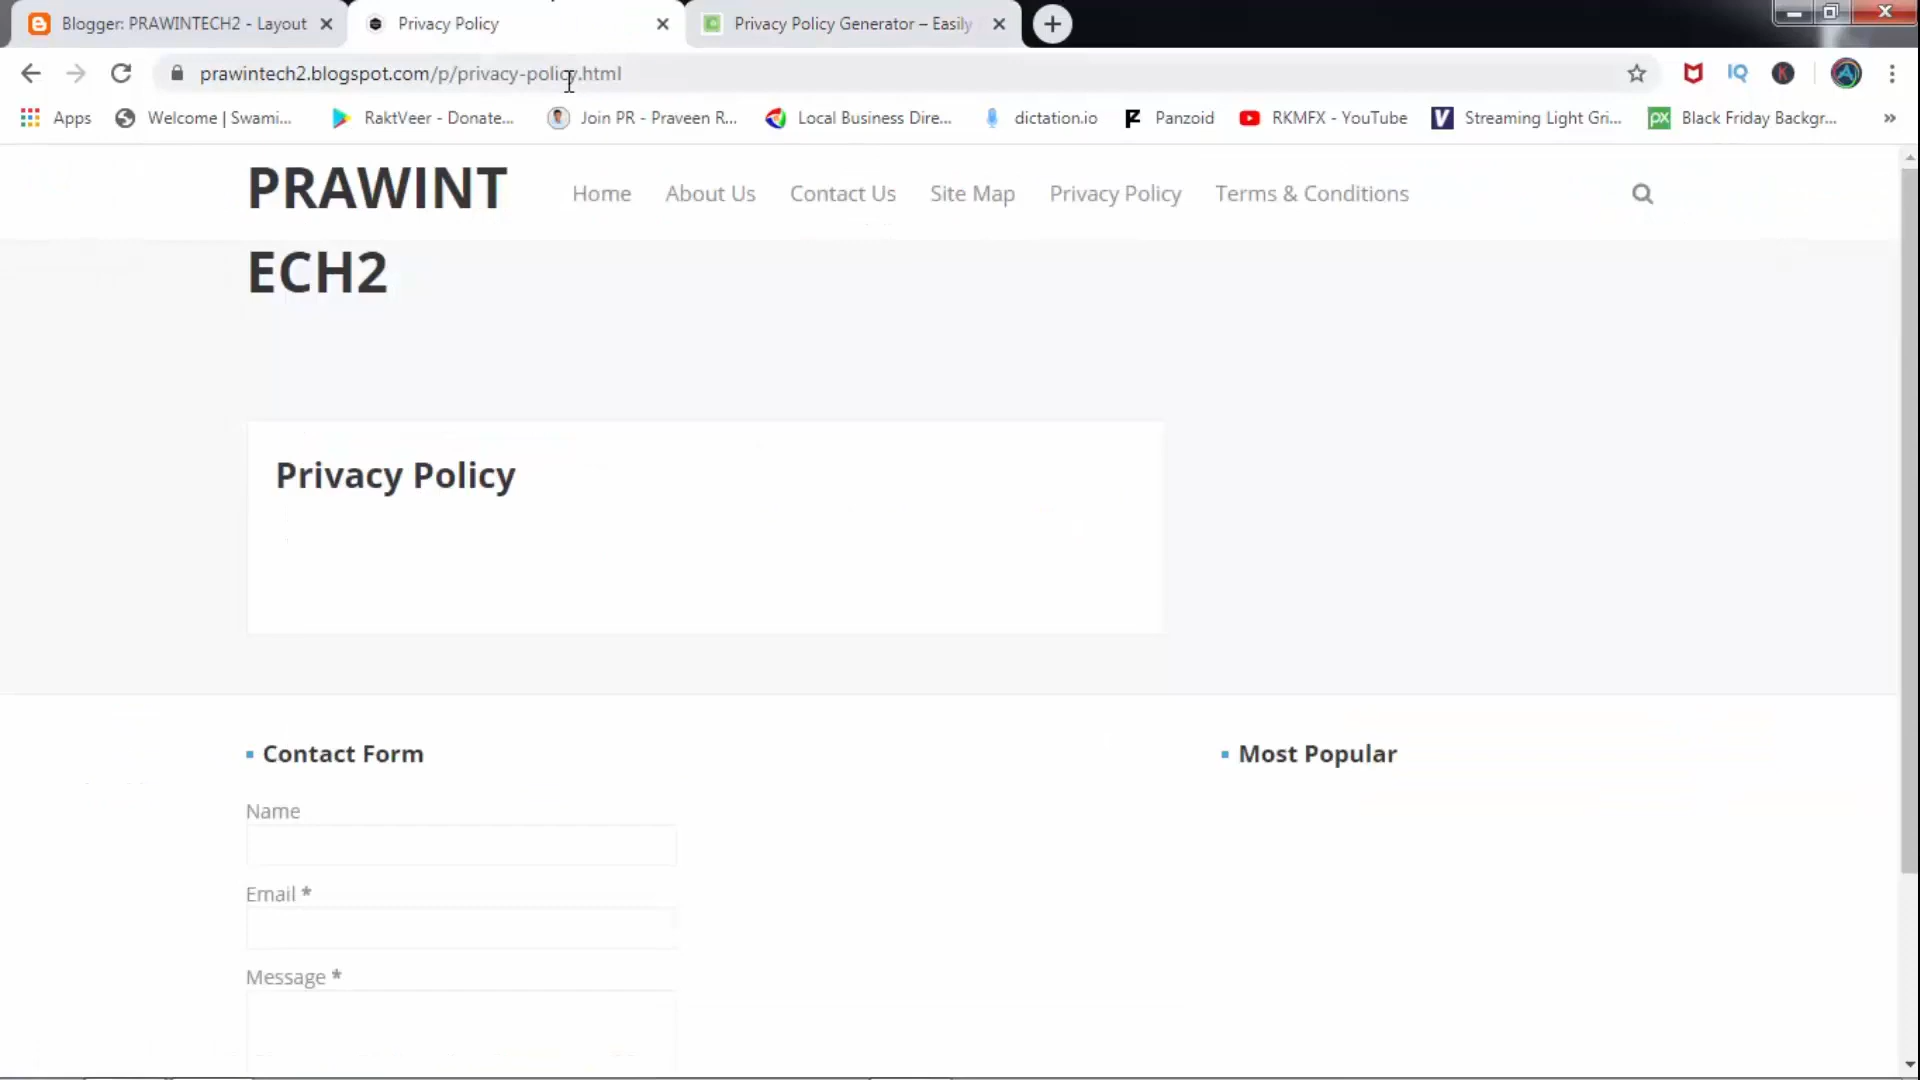 Blogger: PRAWINTECH2 - Layout
Privacy Policy
Privacy Policy Generator – Easily
prawintech2.blogspot.com/p/privacy-policy.html
Apps
Welcome | Swami...
RaktVeer - Donate...
Join PR - Praveen R...
Local Business Dire...
dictation.io
Panzoid
RKMFX - YouTube
Streaming Light Gri...
Black Friday Backgr...
PRAWINT
ECH2
Home
About Us
Contact Us
Site Map
Privacy Policy
Terms & Conditions
Privacy Policy
Contact Form
Most Popular
Name
Email *
Message *